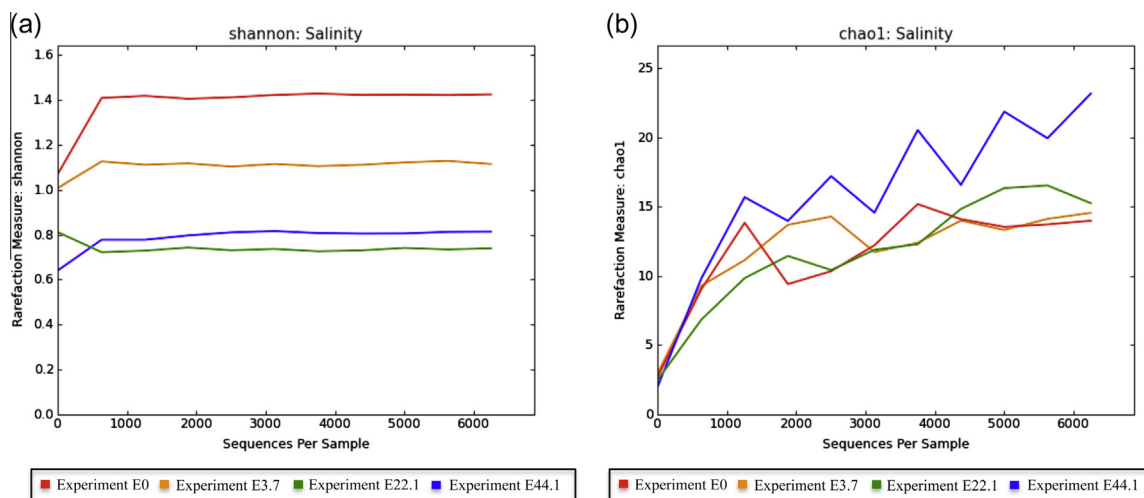 (a)
shannon: Salinity
Rarefaction Measure: shannon
1.6
1.4
1.2
1.0
0.8
0.6
0.4
0.2
0.0
0 1000 2000 3000 4000 5000 6000
Sequences Per Sample
Experiment E0 Experiment E3.7 Experiment E22.1 Experiment E44.1
(b)
chao1: Salinity
Rarefaction Measure: chao1
25
20
15
10
5
0
0 1000 2000 3000 4000 5000 6000
Sequences Per Sample
Experiment E0 Experiment E3.7 Experiment E22.1 Experiment E44.1